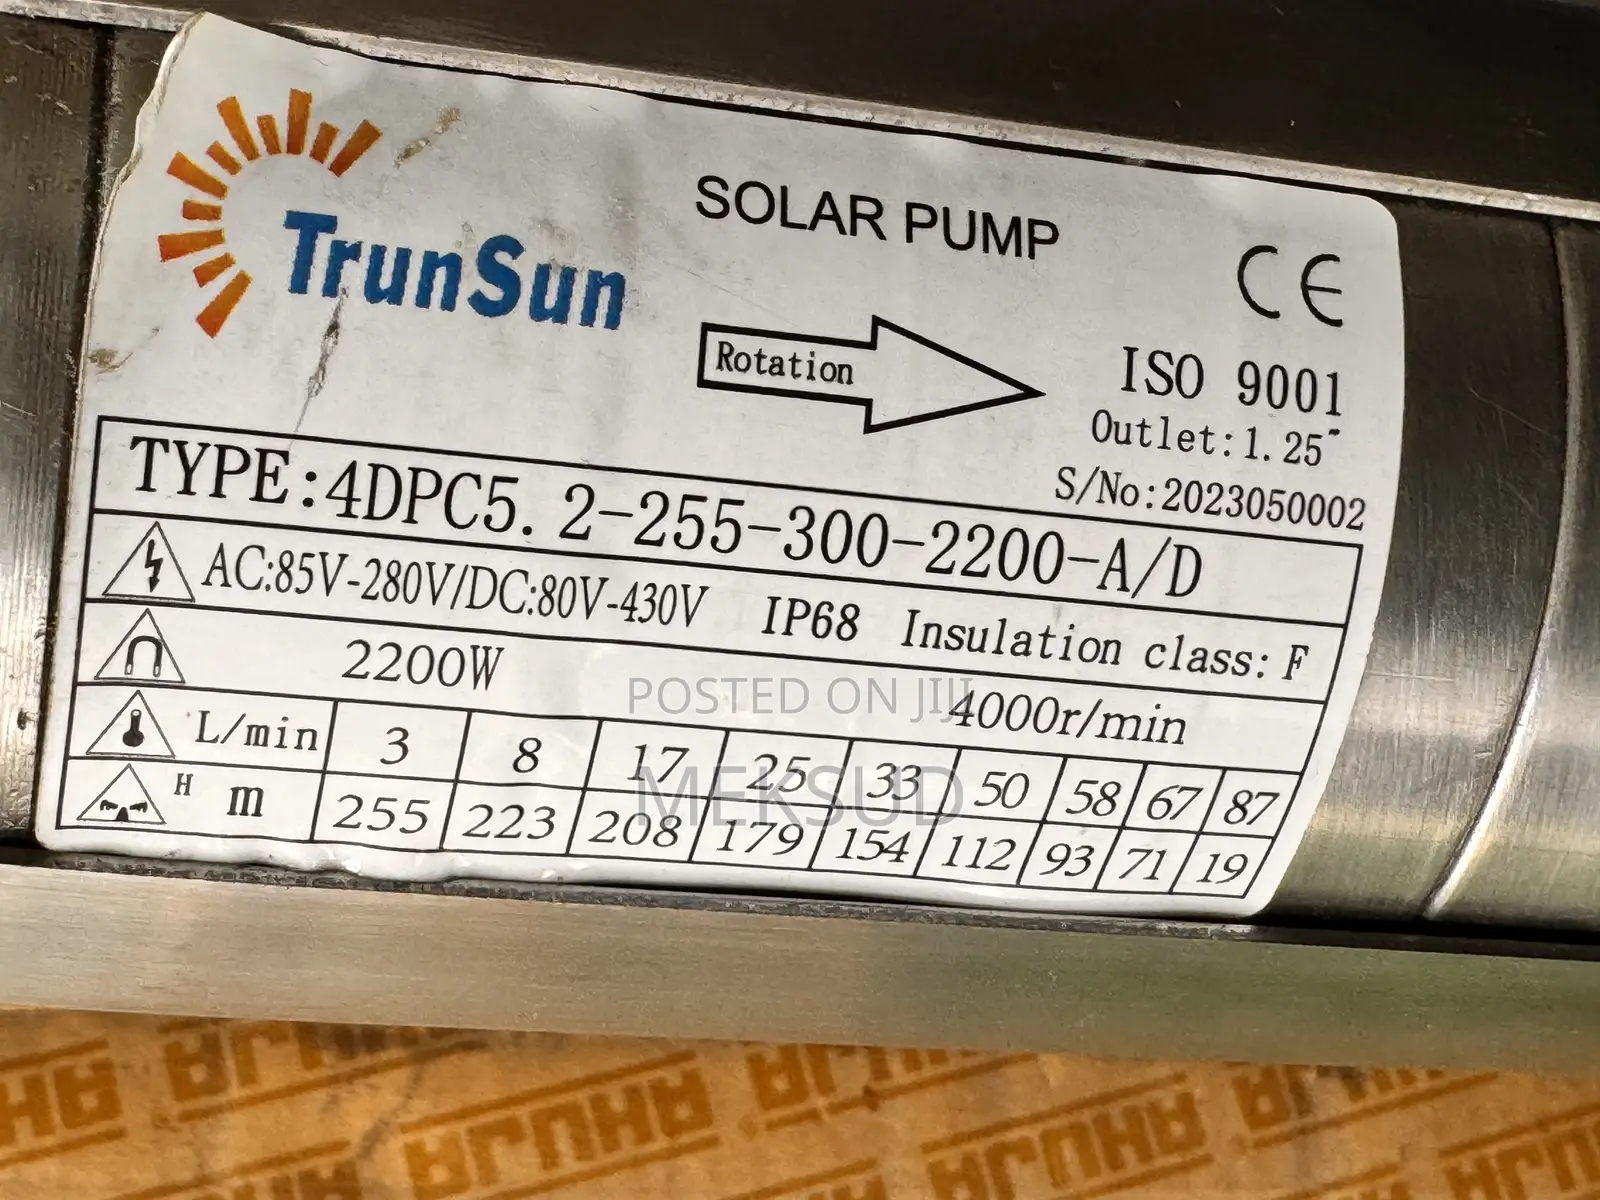 TrunSun
SOLAR PUMP
CE
Rotation
ISO 9001
Outlet:1.25"
S/No:2023050002
TYPE:4DPC5.2-255-300-2200-A/D
AC:85V-280V/DC:80V-430V IP68 Insulation class: F
2200W 4000r/min
L/min 3 8 17 25 33 50 58 67 87
H m 255 223 208 179 154 112 93 71 19
POSTED ON JIJI
MEKSUD